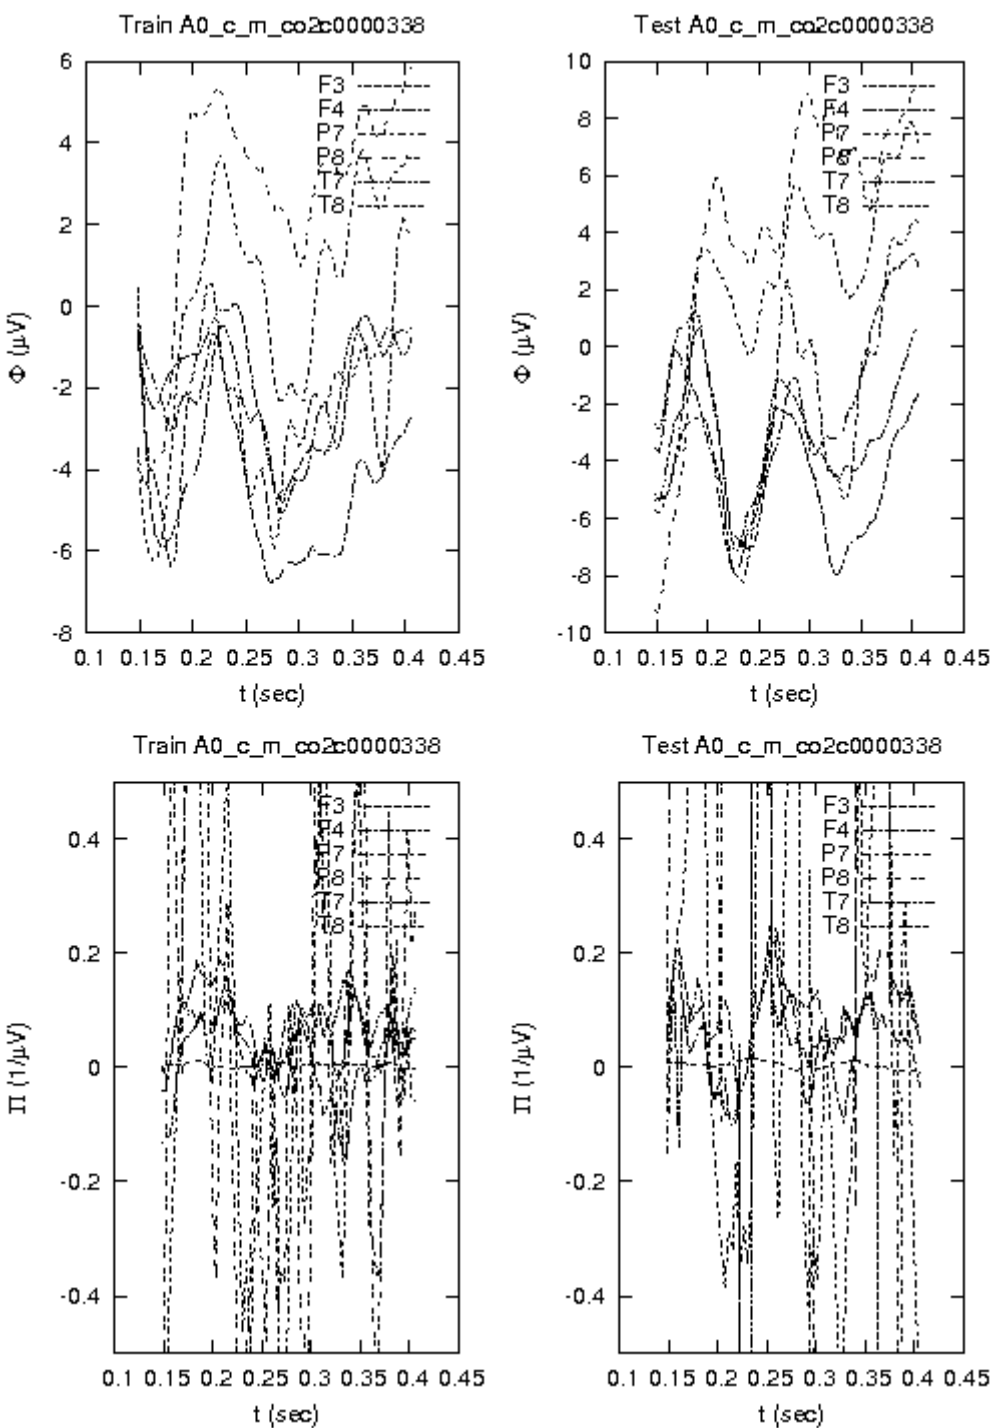 Train A0_c_m_co2c0000338
6
4
2
0
-2
-4
-6
-8
0.1 0.15 0.2 0.25 0.3 0.35 0.4 0.45
Φ (μV)
t (sec)
F3
F4
P7
P8
T7
T8
Test A0_c_m_co2c0000338
10
8
6
4
2
0
-2
-4
-6
-8
-10
0.1 0.15 0.2 0.25 0.3 0.35 0.4 0.45
Φ (μV)
t (sec)
F3
F4
P7
P8
T7
T8
Train A0_c_m_co2c0000338
0.4
0.2
0
-0.2
-0.4
0.1 0.15 0.2 0.25 0.3 0.35 0.4 0.45
Π (1/μV)
t (sec)
F3
F4
P7
P8
T7
T8
Test A0_c_m_co2c0000338
0.4
0.2
0
-0.2
-0.4
0.1 0.15 0.2 0.25 0.3 0.35 0.4 0.45
Π (1/μV)
t (sec)
F3
F4
P7
P8
T7
T8